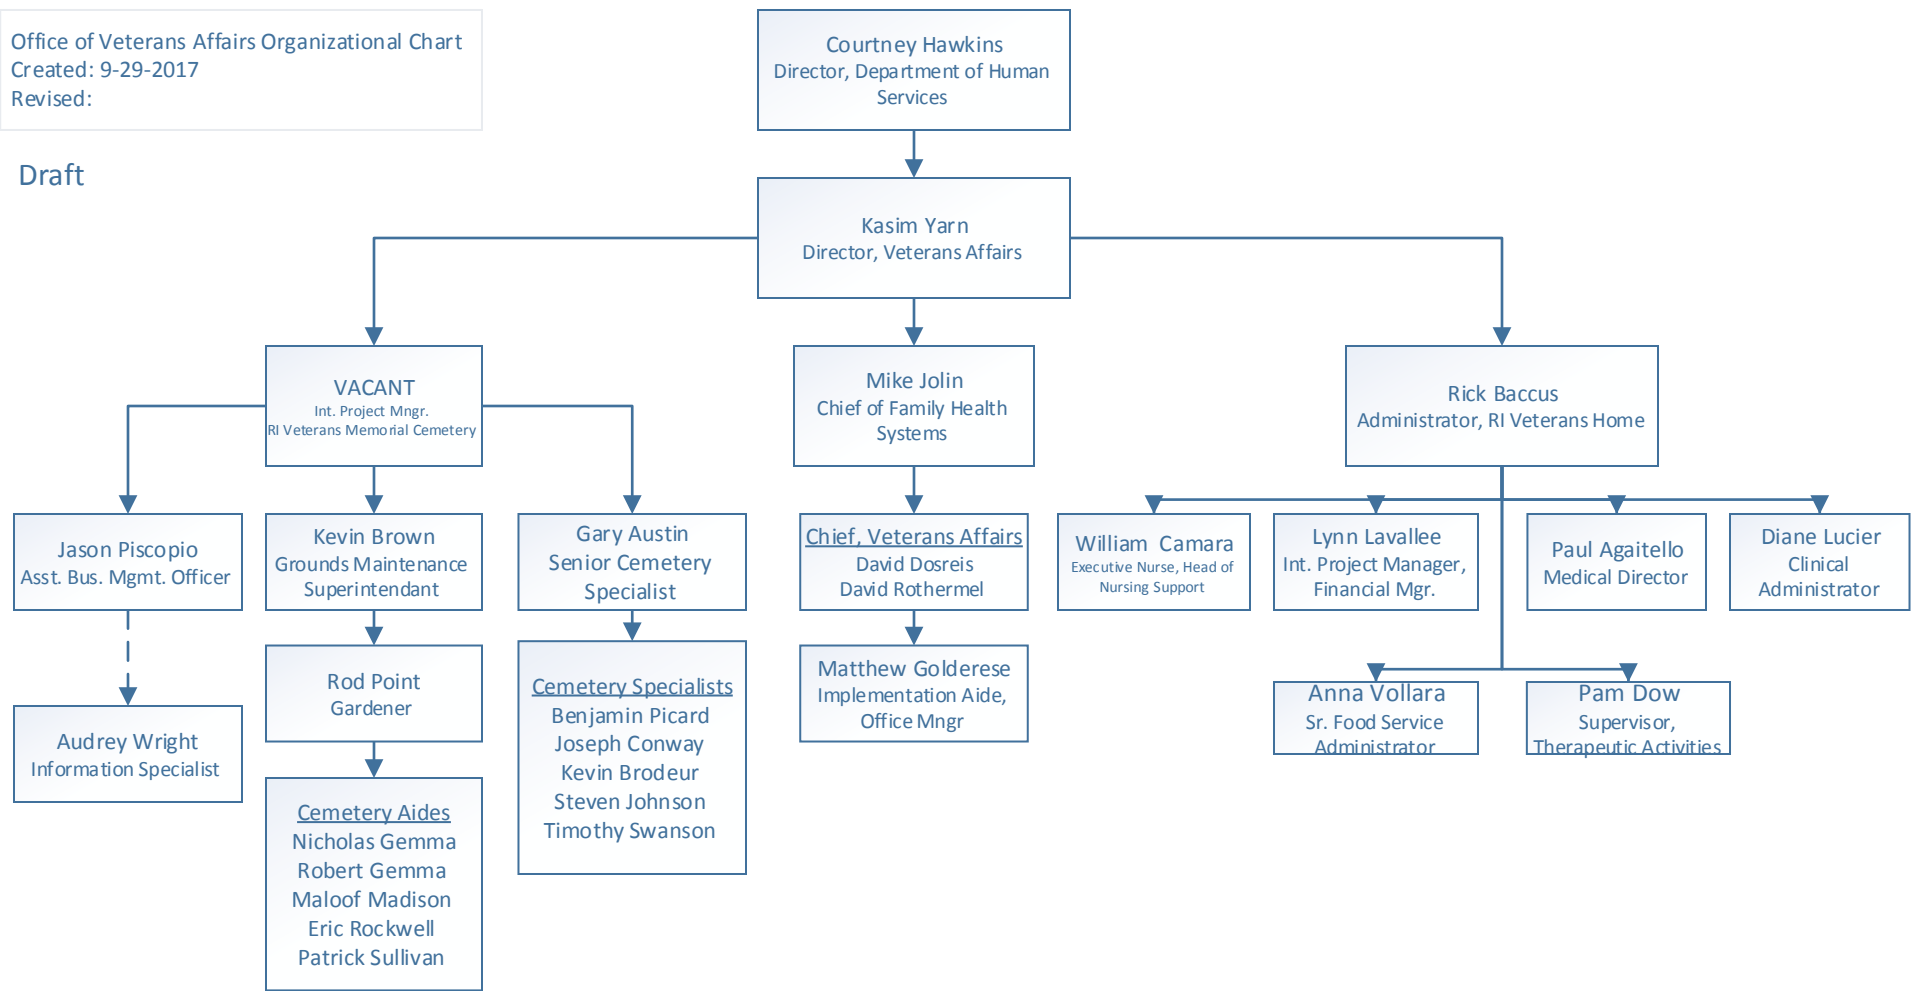 Office of Veterans Affairs Organizational Chart
Created: 9-29-2017
Revised:
Draft
Courtney Hawkins
Director, Department of Human
Services
Kasim Yarn
Director, Veterans Affairs
VACANT
Int. Project Mngr.
RI Veterans Memorial Cemetery
Mike Jolin
Chief of Family Health
Systems
Rick Baccus
Administrator, RI Veterans Home
Jason Piscopio
Asst. Bus. Mgmt. Officer
Kevin Brown
Grounds Maintenance
Superintendant
Gary Austin
Senior Cemetery
Specialist
Chief, Veterans Affairs
David Dosreis
David Rothermel
William Camara
Executive Nurse, Head of
Nursing Support
Lynn Lavallee
Int. Project Manager,
Financial Mgr.
Paul Agaitello
Medical Director
Diane Lucier
Clinical
Administrator
Audrey Wright
Information Specialist
Rod Point
Gardener
Cemetery Specialists
Benjamin Picard
Joseph Conway
Kevin Brodeur
Steven Johnson
Timothy Swanson
Matthew Golderese
Implementation Aide,
Office Mngr
Anna Vollara
Sr. Food Service
Administrator
Pam Dow
Supervisor,
Therapeutic Activities
Cemetery Aides
Nicholas Gemma
Robert Gemma
Maloof Madison
Eric Rockwell
Patrick Sullivan